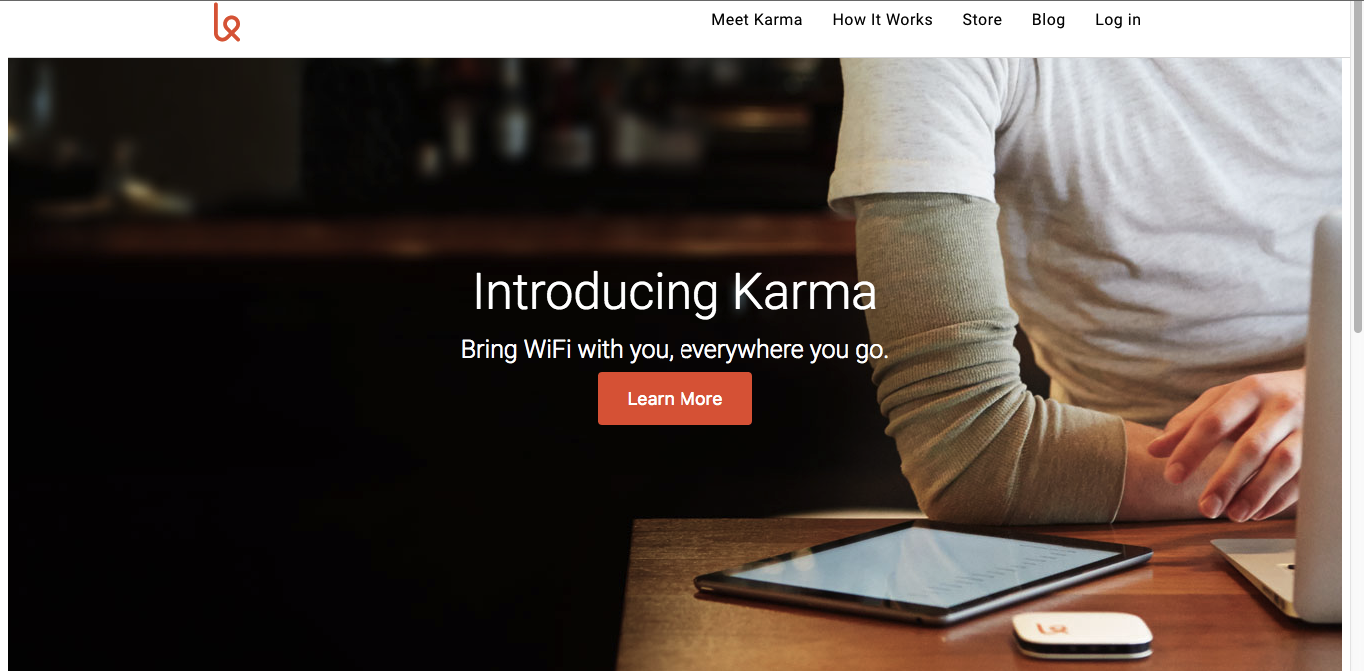 Meet Karma How It Works Store Blog Log in
Introducing Karma
Bring WiFi with you, everywhere you go.
Learn More